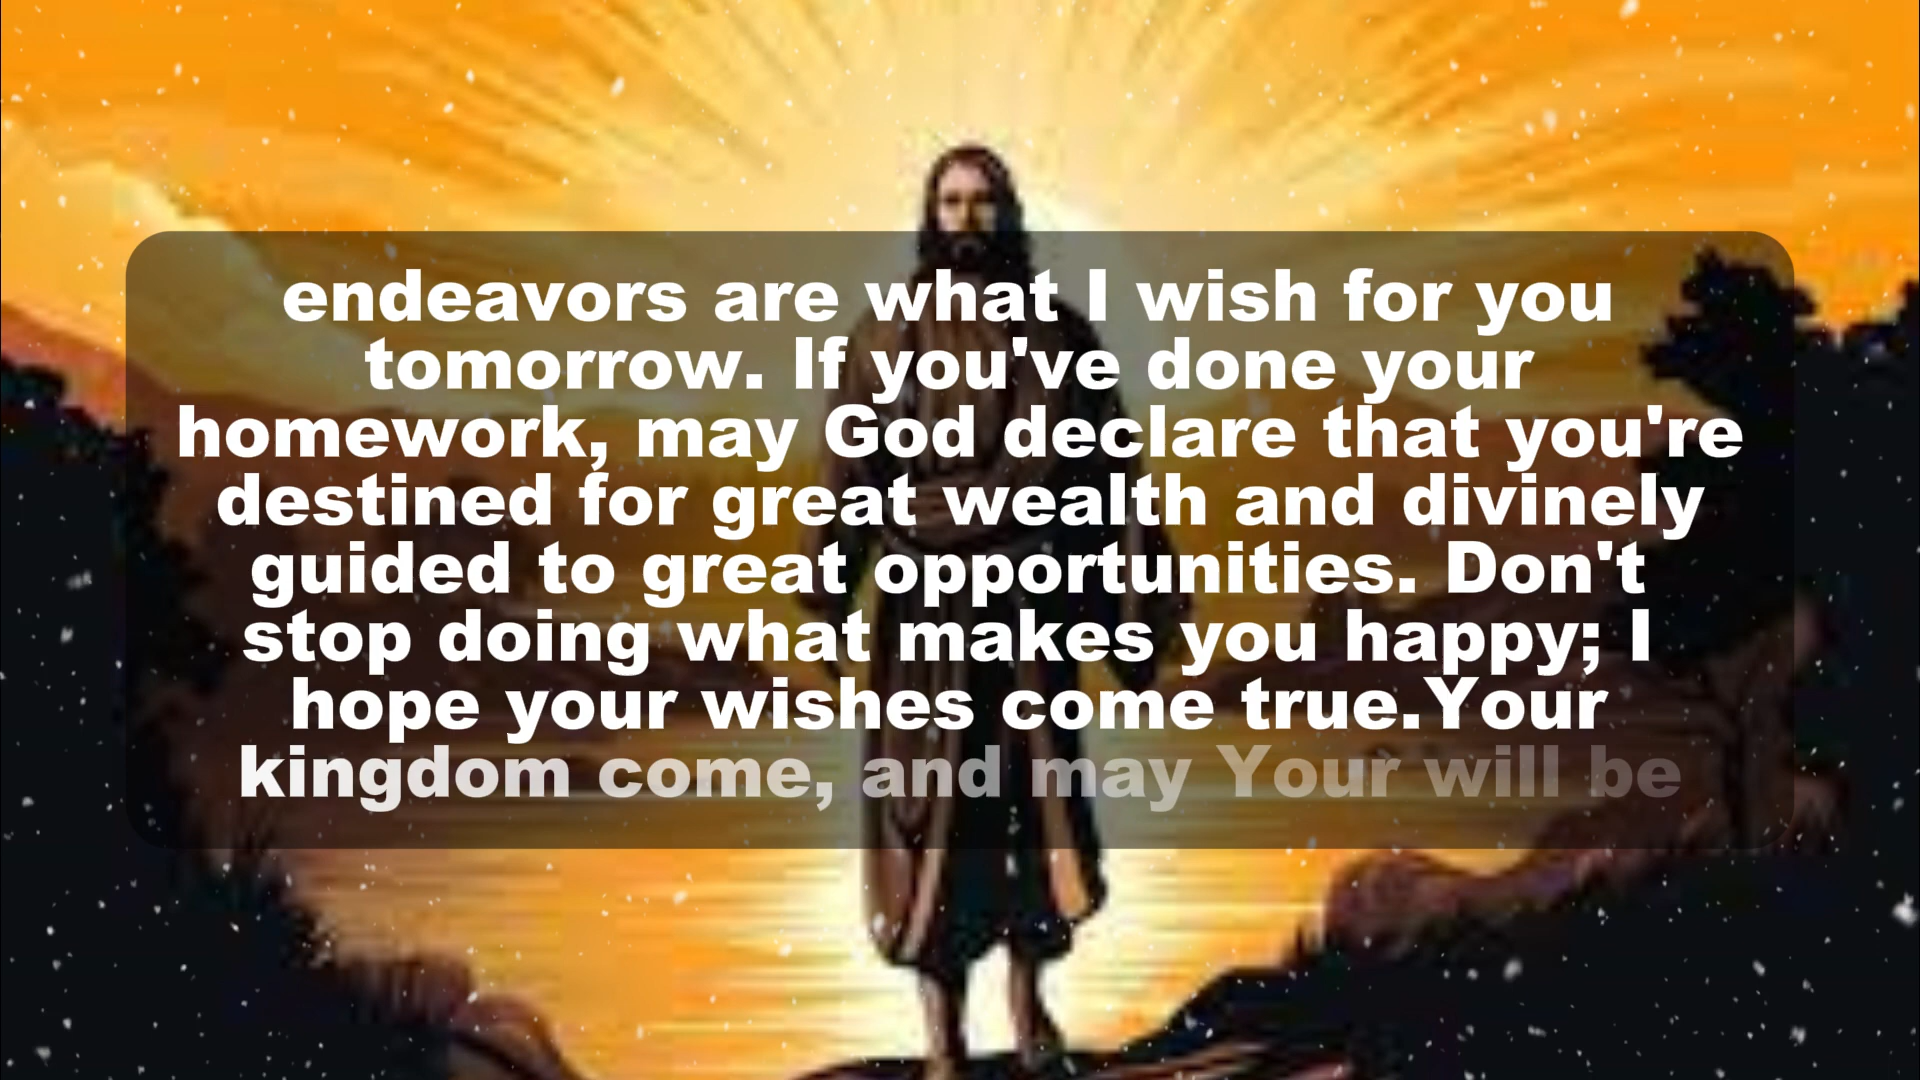 endeavors are what I wish for you
tomorrow. If you've done your
homework, may God declare that you're
destined for great wealth and divinely
guided to great opportunities. Don't
stop doing what makes you happy; I
hope your wishes come true.Your
kingdom come, and may Your will be